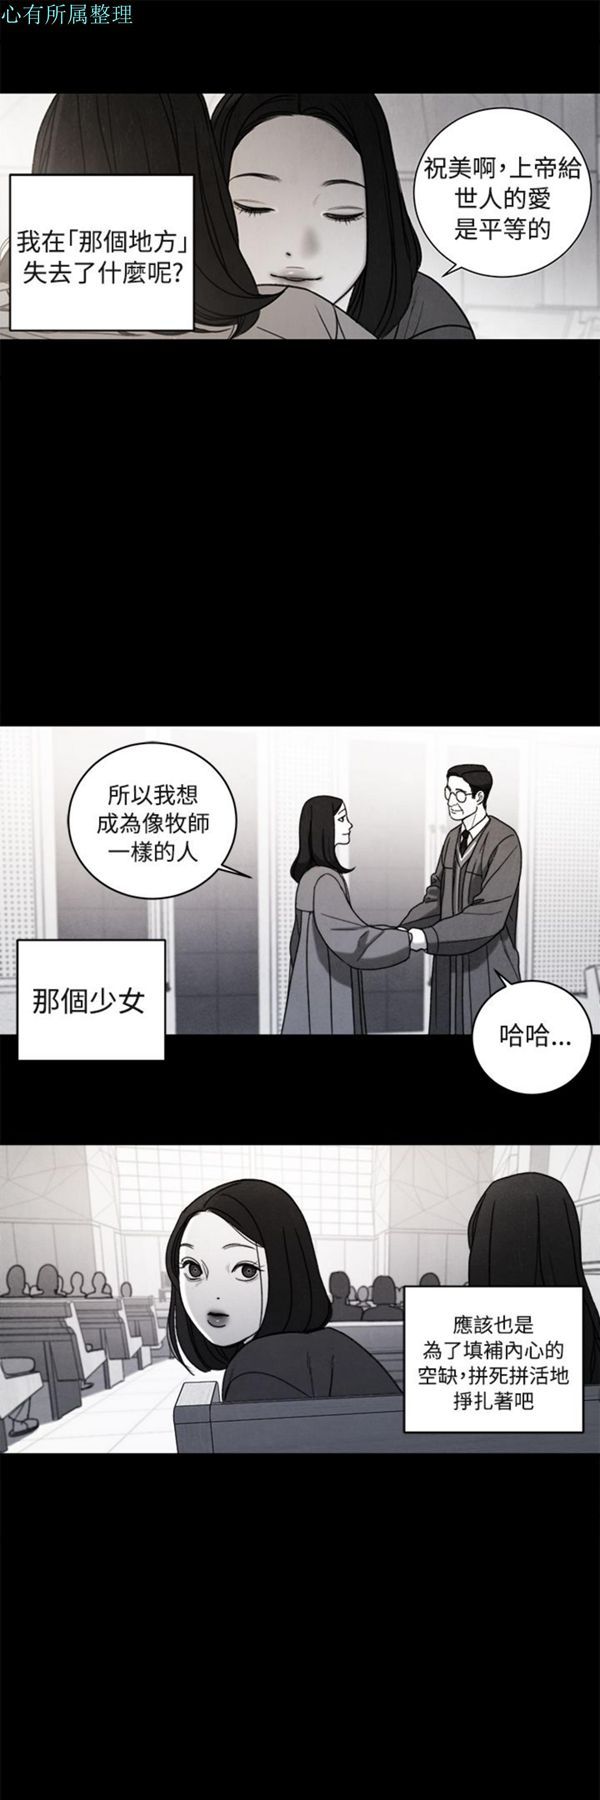 心有所属整理
祝美啊，上帝給
世人的愛
是平等的
我在「那個地方」
失去了什麼呢?
所以我想
成為像牧師
一樣的人
那個少女
哈哈...
應該也是
為了填補內心的
空缺，拼死拼活地
掙扎著吧